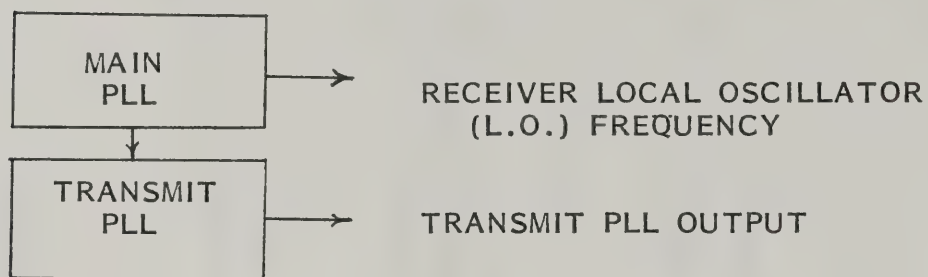 MAIN
PLL
RECEIVER LOCAL OSCILLATOR
(L.O.) FREQUENCY
TRANSMIT
PLL
TRANSMIT PLL OUTPUT